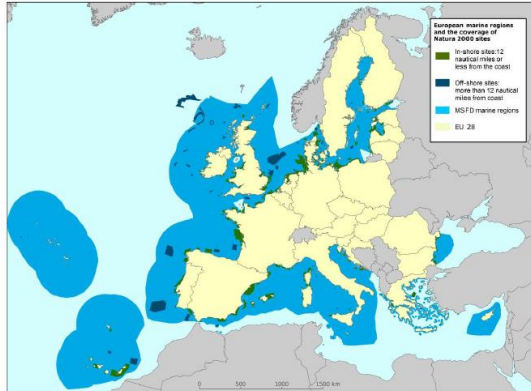 European marine regions
and the coverage of
Natura 2000 sites
In-shore sites:12
nautical miles or
less from the coast
Off-shore sites:
more than 12 nautical
miles from coast
MSFD marine regions
EU 28
0 500 1000 1500 km